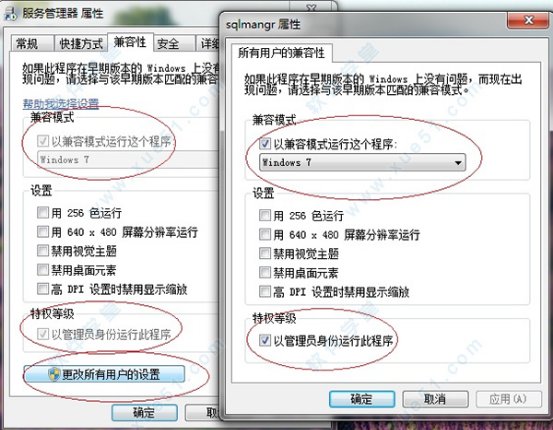 服务管理器 属性
常规
快捷方式
兼容性
安全
详细
如果此程序在早期版本的 Windows 上没有
问题，请选择与该早期版本匹配的兼容模
帮助我选择设置
兼容模式
以兼容模式运行这个程序:
Windows 7
设置
用 256 色运行
用 640 x 480 屏幕分辨率运行
禁用视觉主题
禁用桌面元素
高 DPI 设置时禁用显示缩放
特权等级
以管理员身份运行此程序
更改所有用户的设置
确定
取
sqlmangr 属性
所有用户的兼容性
如果此程序在早期版本的 Windows 上没有问题，而现在出
现问题，请选择与该早期版本匹配的兼容模式。
兼容模式
以兼容模式运行这个程序:
Windows 7
设置
用 256 色运行
用 640 x 480 屏幕分辨率运行
禁用视觉主题
禁用桌面元素
高 DPI 设置时禁用显示缩放
特权等级
以管理员身份运行此程序
确定
取消
应用(A)
软件学堂
www.xue51.com